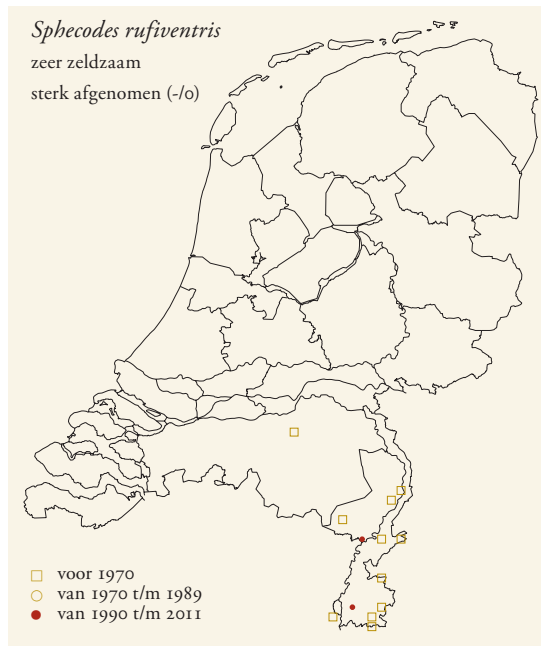 Sphecodes rufiventris
zeer zeldzaam
sterk afgenomen (-/0)
voor 1970
van 1970 t/m 1989
van 1990 t/m 2011